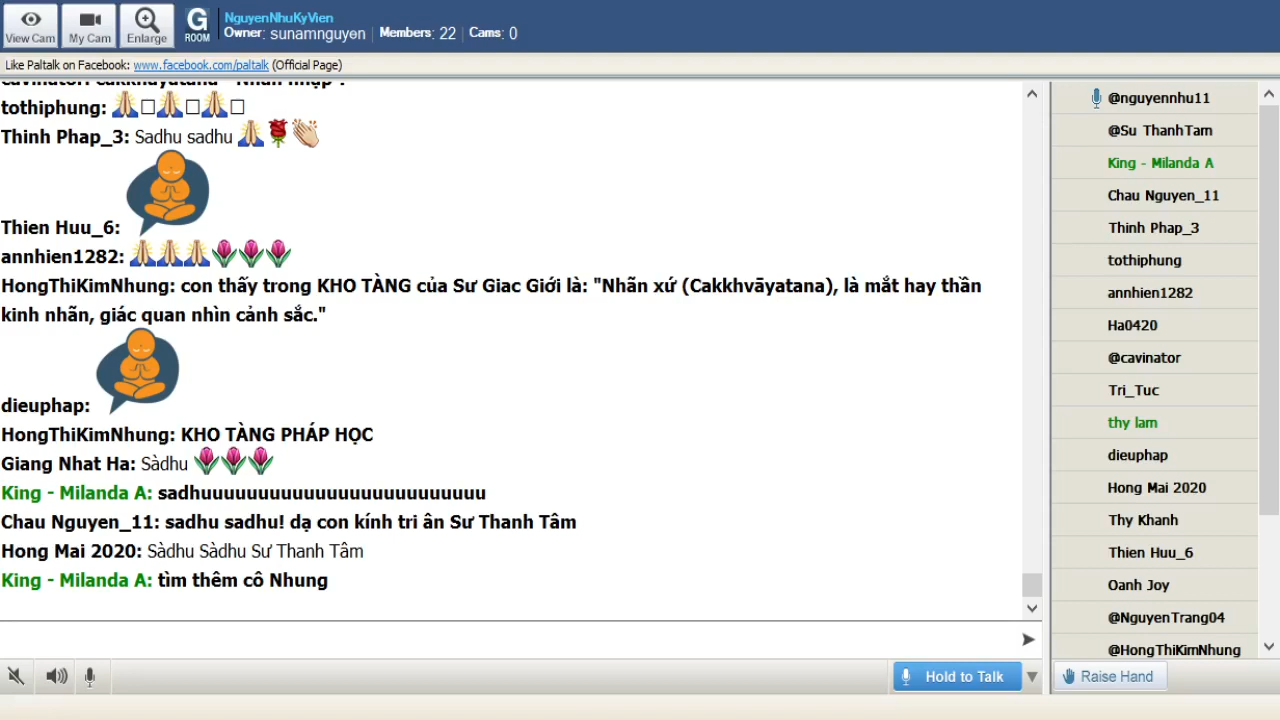 View Cam
My Cam
Enlarge
G
ROOM
NguyenNhuKyVien
Owner: sunamnguyen | Members: 22 | Cams: 0
Like Paltalk on Facebook: www.facebook.com/paltalk (Official Page)
tothiphung: 🙏□🙏□🙏□
Thinh Phap_3: Sadhu sadhu 🙏🌹👏
Thien Huu_6:
annhien1282: 🙏🙏🙏🌷🌷🌷
HongThiKimNhung: con thấy trong KHO TÀNG của Sư Giac Giới là: "Nhãn xứ (Cakkhvāyatana), là mắt hay thần
kinh nhãn, giác quan nhìn cảnh sắc."
dieuphap:
HongThiKimNhung: KHO TÀNG PHÁP HỌC
Giang Nhat Ha: Sàdhu 🌷🌷🌷
King - Milanda A: sadhuuuuuuuuuuuuuuuuuuuuuuuuu
Chau Nguyen_11: sadhu sadhu! dạ con kính tri ân Sư Thanh Tâm
Hong Mai 2020: Sàdhu Sàdhu Sư Thanh Tâm
King - Milanda A: tìm thêm cô Nhung
@nguyennhu11
@Su ThanhTam
King - Milanda A
Chau Nguyen_11
Thinh Phap_3
tothiphung
annhien1282
Ha0420
@cavinator
Tri_Tuc
thy lam
dieuphap
Hong Mai 2020
Thy Khanh
Thien Huu_6
Oanh Joy
@NguyenTrang04
@HongThiKimNhung
Hold to Talk
Raise Hand